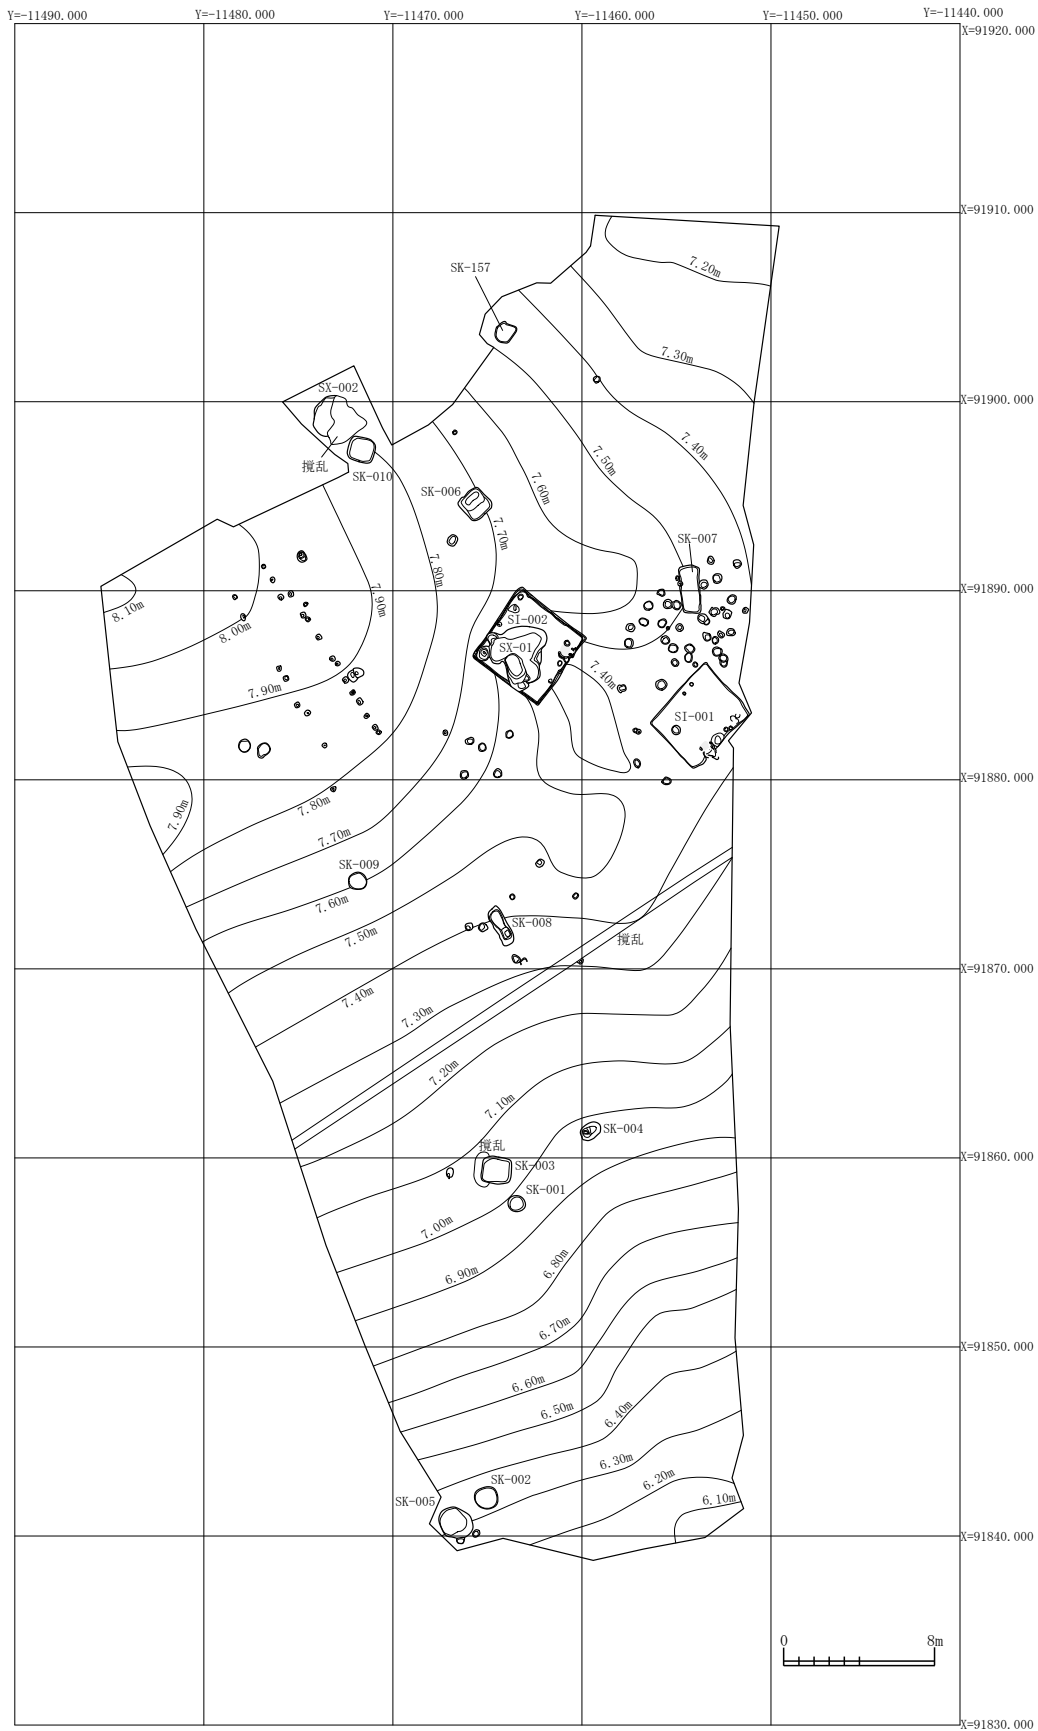 Y=-11490.000
Y=-11480.000
Y=-11470.000
Y=-11460.000
Y=-11450.000
Y=-11440.000
X=91920.000
X=91910.000
7.20m
SK-157
7.30m
SX-002
X=91900.000
7.40m
7.50m
撹乱
SK-010
7.60m
SK-006
7.70m
SK-007
7.80m
7.90m
X=91890.000
8.10m
8.00m
SI-002
SX-01
7.40m
7.90m
SI-001
X=91880.000
7.90m
7.80m
7.70m
SK-009
7.60m
7.50m
SK-008
撹乱
X=91870.000
7.40m
7.30m
7.20m
7.10m
SK-004
撹乱
SK-003
X=91860.000
SK-001
7.00m
6.90m
6.80m
6.70m
X=91850.000
6.60m
6.50m
6.40m
6.30m
6.20m
SK-002
SK-005
6.10m
X=91840.000
0
8m
X=91830.000